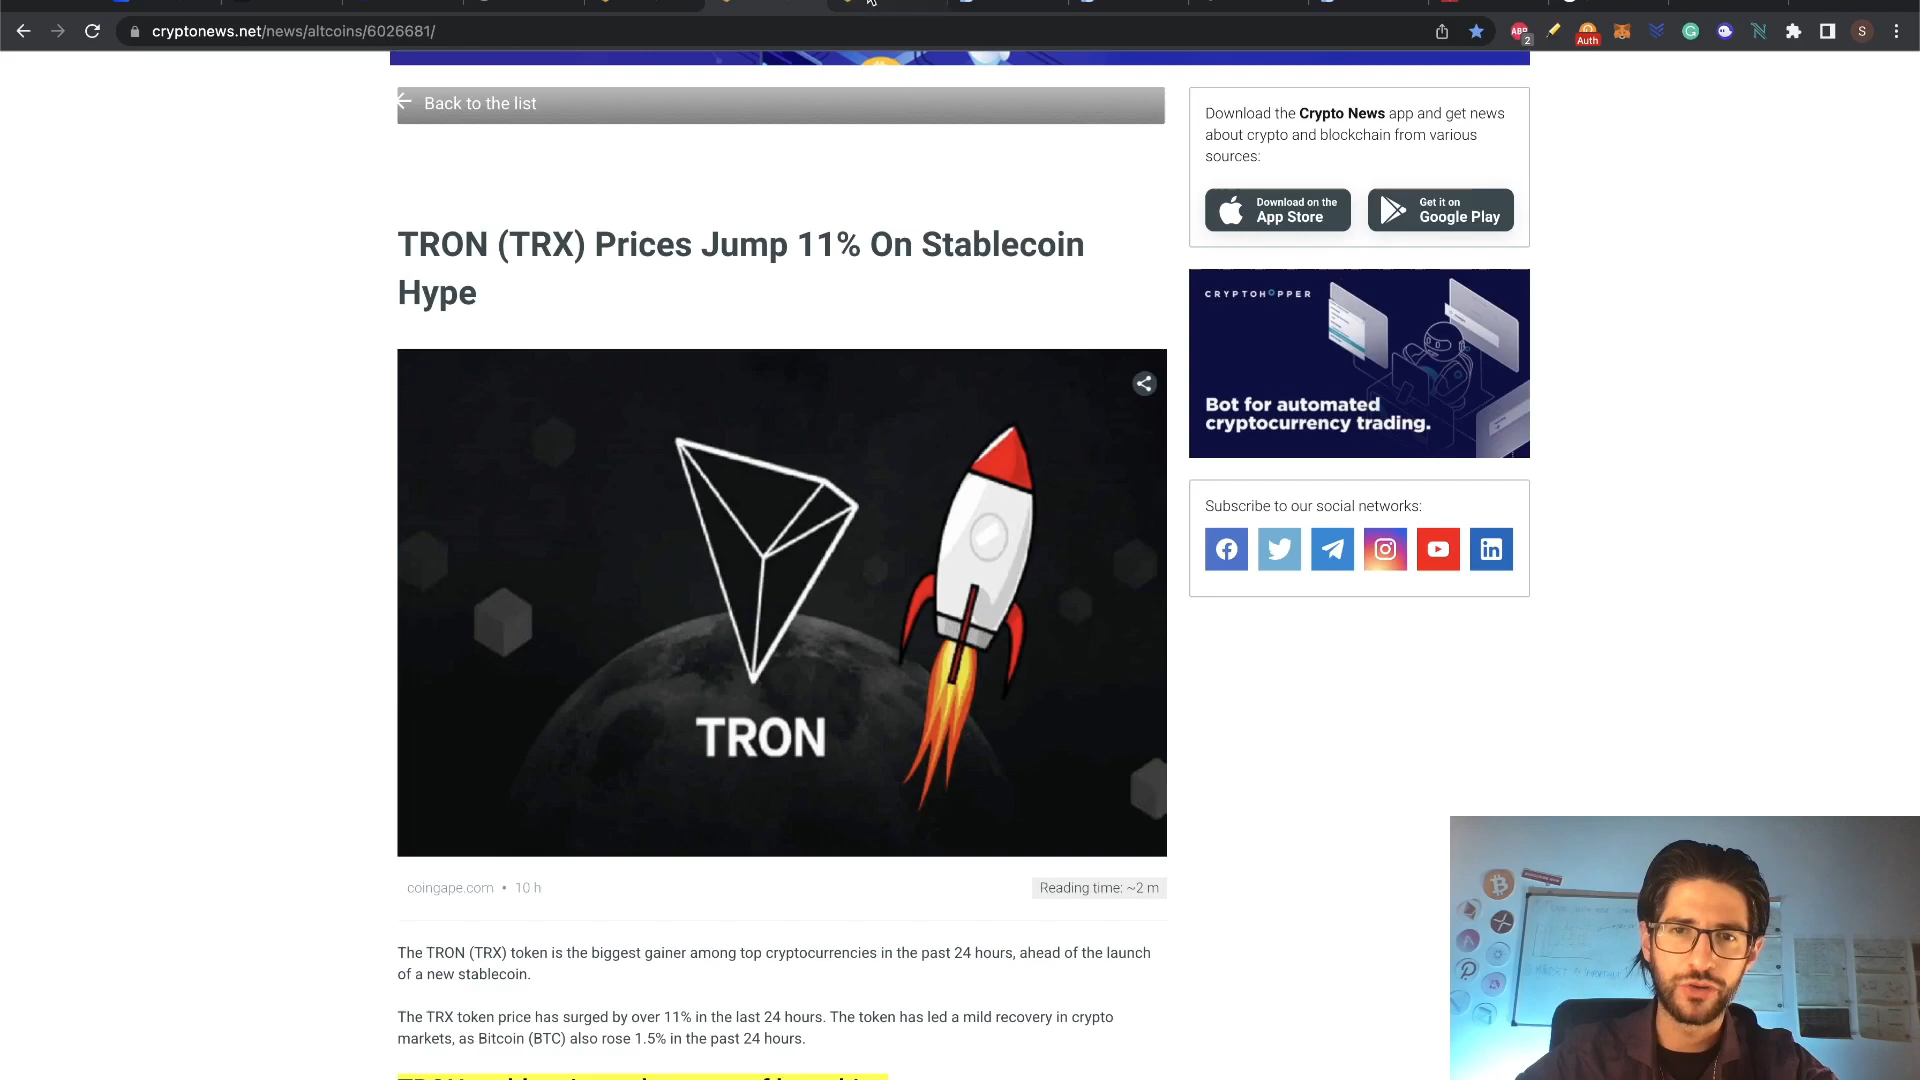 cryptonews.net/news/altcoins/6026681/
ABP
2
Auth
S
Back to the list
Download the Crypto News app and get news
about crypto and blockchain from various
sources:
Download on the
App Store
Get it on
Google Play
TRON (TRX) Prices Jump 11% On Stablecoin
Hype
CRYPTOHOPPER
Bot for automated
cryptocurrency trading.
Subscribe to our social networks:
TRON
coingape.com • 10 h
Reading time: ~2 m
The TRON (TRX) token is the biggest gainer among top cryptocurrencies in the past 24 hours, ahead of the launch
of a new stablecoin.
The TRX token price has surged by over 11% in the last 24 hours. The token has led a mild recovery in crypto
markets, as Bitcoin (BTC) also rose 1.5% in the past 24 hours.